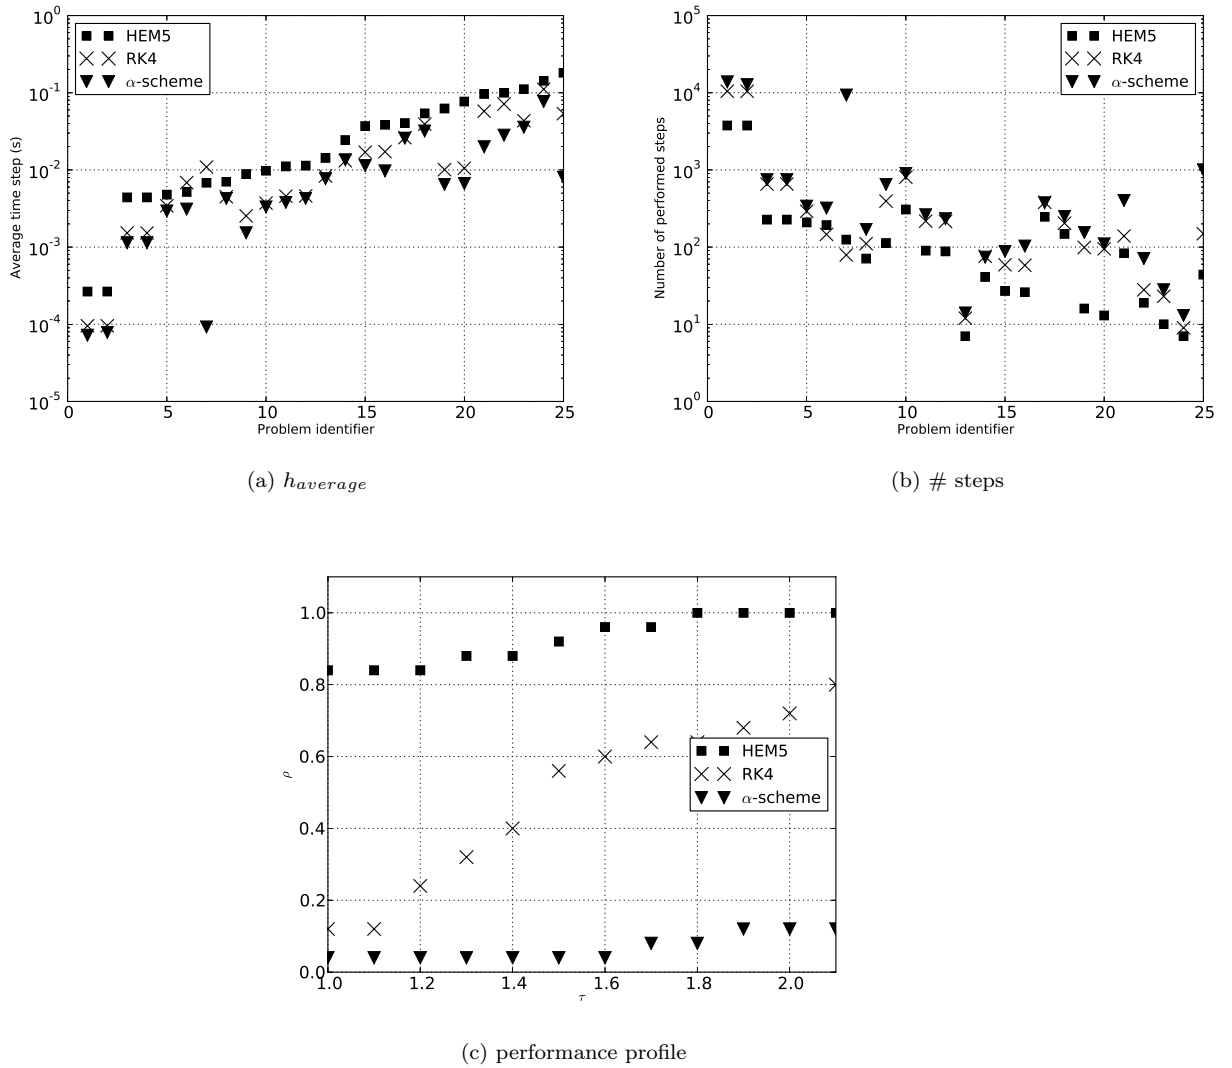 10^0
10^-1
10^-2
10^-3
10^-4
10^-5
Average time step (s)
HEM5
RK4
α-scheme
0 5 10 15 20 25
Problem identifier
(a) h_average
10^5
10^4
10^3
10^2
10^1
10^0
Number of performed steps
HEM5
RK4
α-scheme
0 5 10 15 20 25
Problem identifier
(b) # steps
1.0
0.8
0.6
0.4
0.2
0.0
ρ
HEM5
RK4
α-scheme
1.0 1.2 1.4 1.6 1.8 2.0
τ
(c) performance profile